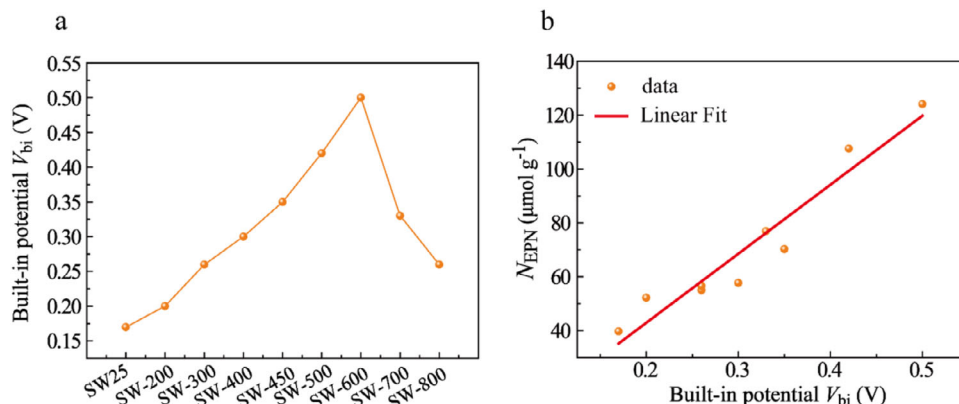 a
0.55
0.50
0.45
0.40
0.35
0.30
0.25
0.20
0.15
Built-in potential Vbi (V)
SW25
SW-200
SW-300
SW-400
SW-450
SW-500
SW-600
SW-700
SW-800
b
140
120
100
80
60
40
NEPN (μmol g-1)
data
Linear Fit
0.2
0.3
0.4
0.5
Built-in potential Vbi (V)